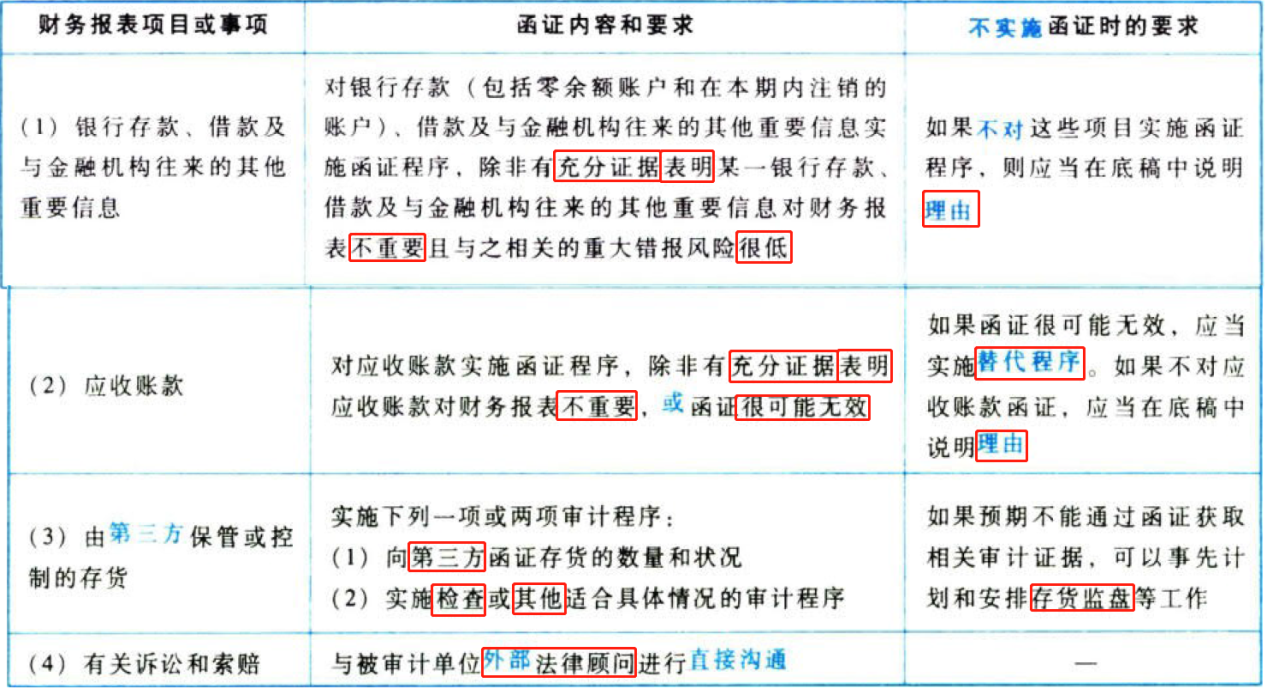 财务报表项目或事项
函证内容和要求
不实施函证时的要求
(1) 银行存款、借款及
与金融机构往来的其他
重要信息
对银行存款（包括零余额账户和在本期内注销的
账户）、借款及与金融机构往来的其他重要信息实
施函证程序，除非有充分证据表明某一银行存款、
借款及与金融机构往来的其他重要信息对财务报
表不重要且与之相关的重大错报风险很低
如果不对这些项目实施函证
程序，则应当在底稿中说明
理由
(2) 应收账款
对应收账款实施函证程序，除非有充分证据表明
应收账款对财务报表不重要，或函证很可能无效
如果函证很可能无效，应当
实施替代程序。如果不对应
收账款函证，应当在底稿中
说明理由
(3) 由第三方保管或控
制的存货
实施下列一项或两项审计程序：
(1) 向第三方函证存货的数量和状况
(2) 实施检查或其他适合具体情况的审计程序
如果预期不能通过函证获取
相关审计证据，可以事先计
划和安排存货监盘等工作
(4) 有关诉讼和索赔
与被审计单位外部法律顾问进行直接沟通
—